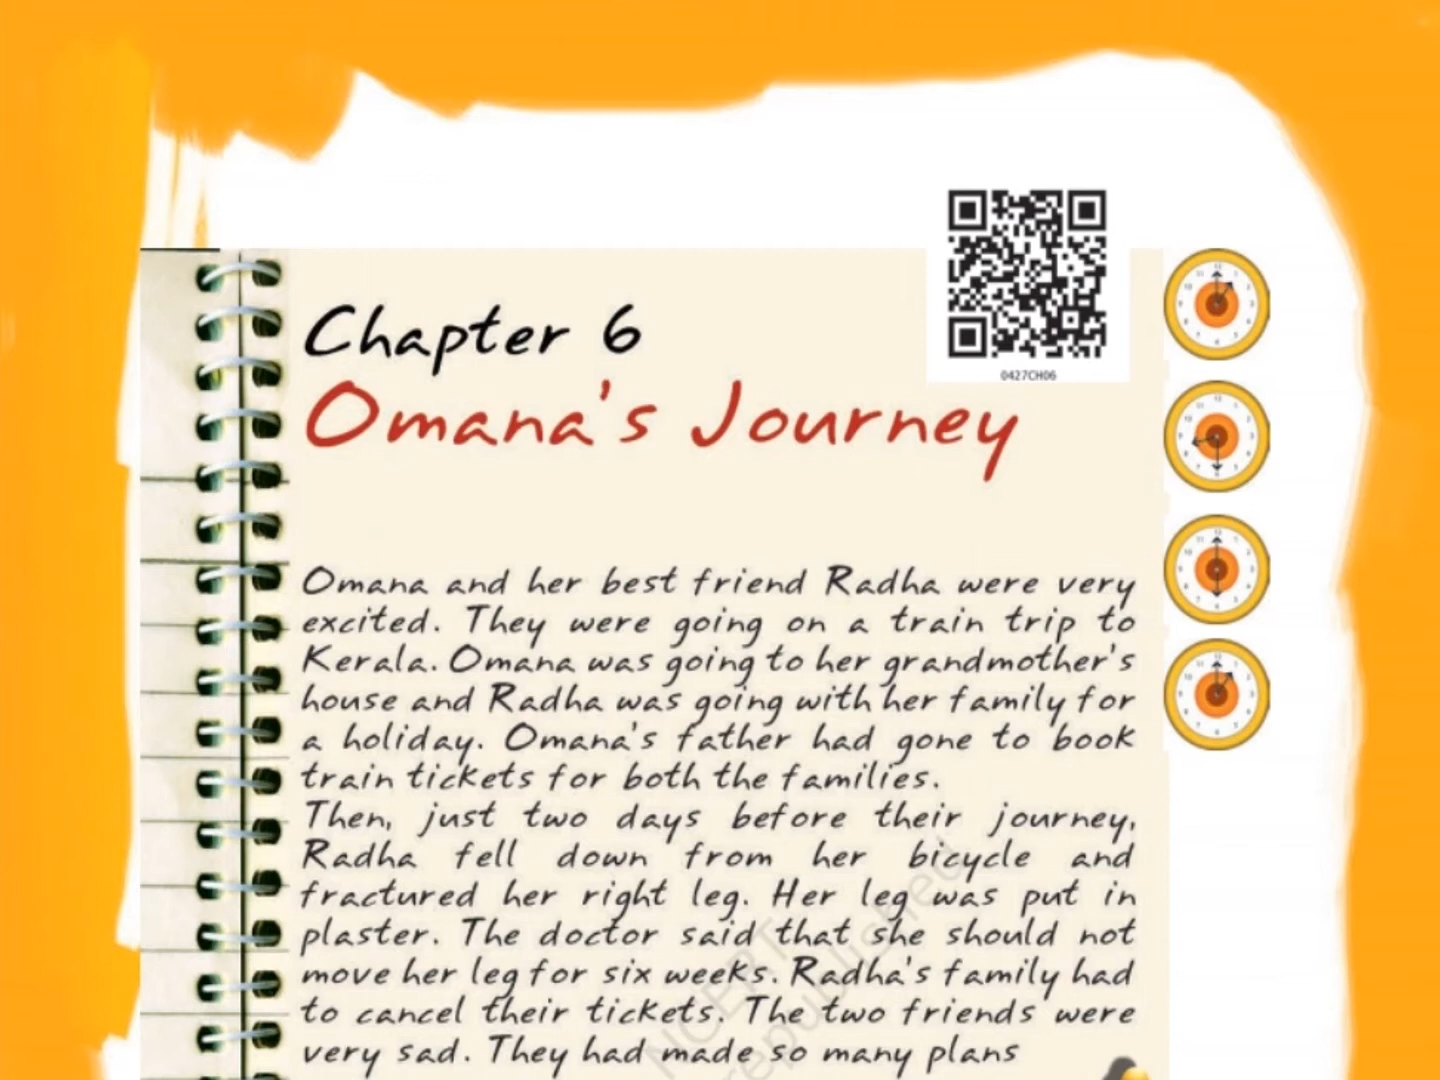 0427CH06
Chapter 6
Omana's Journey
Omana and her best friend Radha were very
excited. They were going on a train trip to
Kerala. Omana was going to her grandmother's
house and Radha was going with her family for
a holiday. Omana's father had gone to book
train tickets for both the families.
Then, just two days before their journey,
Radha fell down from her bicycle and
fractured her right leg. Her leg was put in
plaster. The doctor said that she should not
move her leg for six weeks. Radha's family had
to cancel their tickets. The two friends were
very sad. They had made so many plans
NCERT
republished